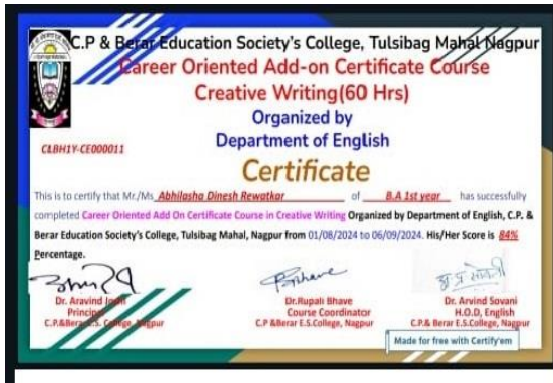 C.P & Berar Education Society's College, Tulsibag Mahal Nagpur
Career Oriented Add-on Certificate Course
Creative Writing(60 Hrs)
Organized by
Department of English
CLBH1Y-CE000011
Certificate
This is to certify that Mr./Ms. Abhilasha Dinesh Rewatkar of B.A 1st year has successfully
completed Career Oriented Add On Certificate Course in Creative Writing Organized by Department of English, C.P. &
Berar Education Society's College, Tulsibag Mahal, Nagpur from 01/08/2024 to 06/09/2024. His/Her Score is 84%
Percentage.
Dr. Aravind Joshi
Principal
C.P.&Berar E.S. College, Nagpur
Dr.Rupali Bhave
Course Coordinator
C.P &Berar E.S.College, Nagpur
Dr. Arvind Sovani
H.O.D, English
C.P.& Berar E.S.College, Nagpur
Made for free with Certify'em